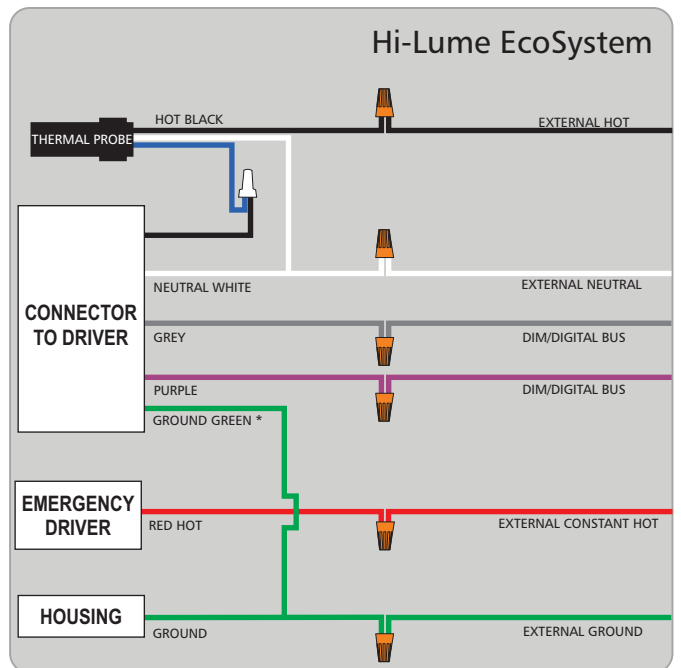 Hi-Lume EcoSystem
HOT BLACK
EXTERNAL HOT
THERMAL PROBE
NEUTRAL WHITE
EXTERNAL NEUTRAL
CONNECTOR
TO DRIVER
GREY
DIM/DIGITAL BUS
PURPLE
DIM/DIGITAL BUS
GROUND GREEN *
EMERGENCY
DRIVER
RED HOT
EXTERNAL CONSTANT HOT
HOUSING
GROUND
EXTERNAL GROUND